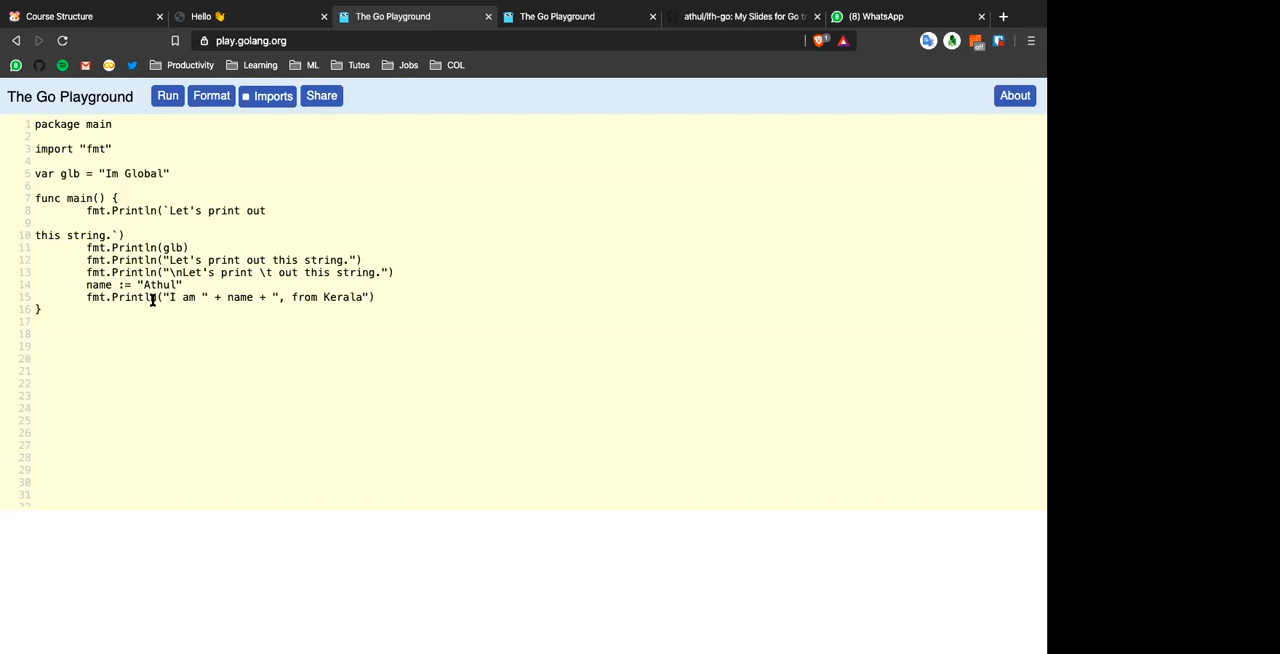 Course Structure
Hello 👋
The Go Playground
The Go Playground
athul/lfh-go: My Slides for Go t
(8) WhatsApp
play.golang.org
1
off
Productivity
Learning
ML
Tutos
Jobs
COL
The Go Playground
Run
Format
Imports
Share
About
1 package main
2
3 import "fmt"
4
5 var glb = "Im Global"
6
7 func main() {
8 fmt.Println(`Let's print out
9
10 this string.`)
11 fmt.Println(glb)
12 fmt.Println("Let's print out this string.")
13 fmt.Println("\nLet's print \t out this string.")
14 name := "Athul"
15 fmt.Println("I am " + name + ", from Kerala")
16 }
17
18
19
20
21
22
23
24
25
26
27
28
29
30
31
32